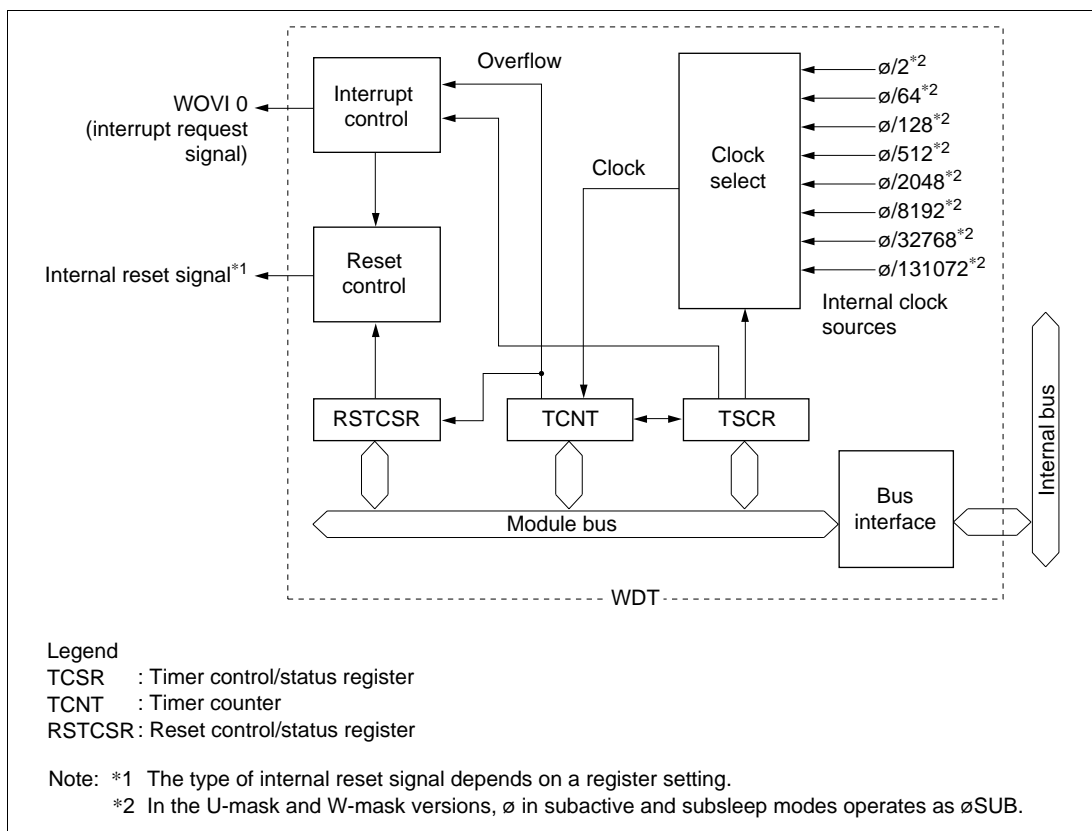 Overflow
Interrupt
control
WOVI 0
(interrupt request
signal)
Clock
Clock
select
ø/2*2
ø/64*2
ø/128*2
ø/512*2
ø/2048*2
ø/8192*2
ø/32768*2
ø/131072*2
Internal clock
sources
Reset
control
Internal reset signal*1
RSTCSR
TCNT
TSCR
Module bus
Bus
interface
Internal bus
WDT
Legend
TCSR : Timer control/status register
TCNT : Timer counter
RSTCSR : Reset control/status register
Note: *1 The type of internal reset signal depends on a register setting.
*2 In the U-mask and W-mask versions, ø in subactive and subsleep modes operates as øSUB.